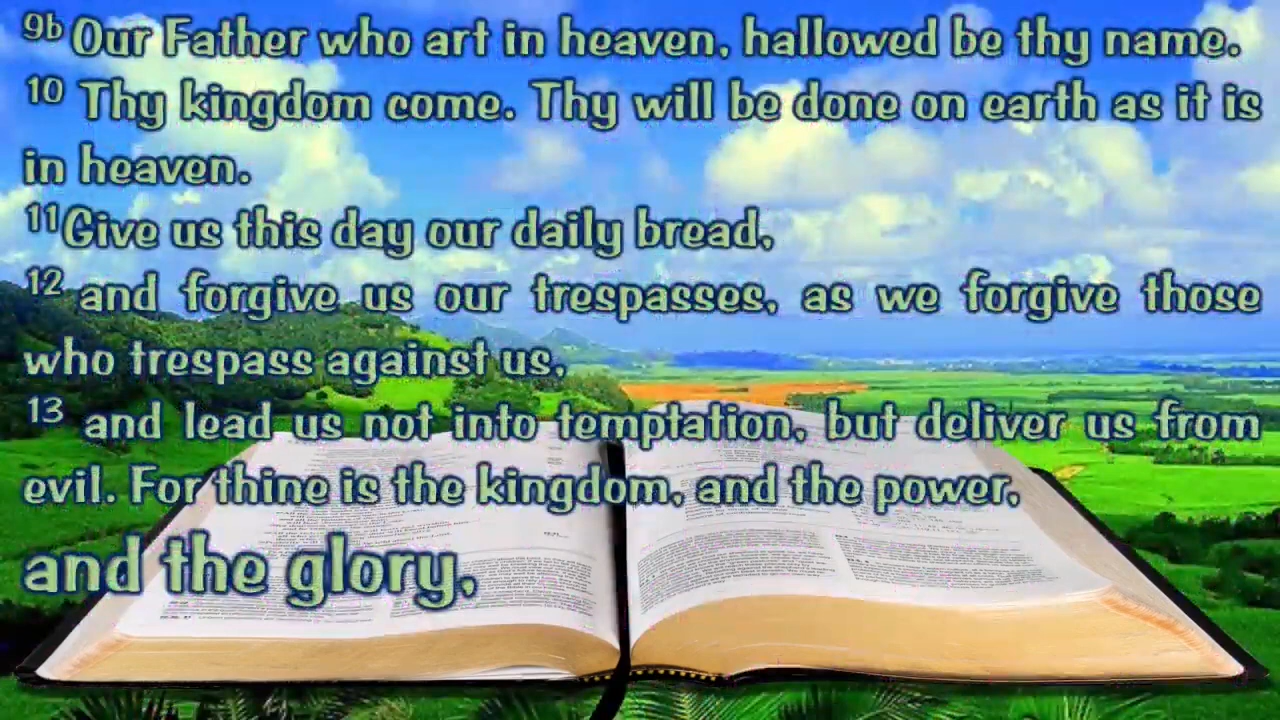 9b Our Father who art in heaven, hallowed be thy name.
10 Thy kingdom come. Thy will be done on earth as it is
in heaven.
11Give us this day our daily bread,
12 and forgive us our trespasses, as we forgive those
who trespass against us,
13 and lead us not into temptation, but deliver us from
evil. For thine is the kingdom, and the power,
and the glory,